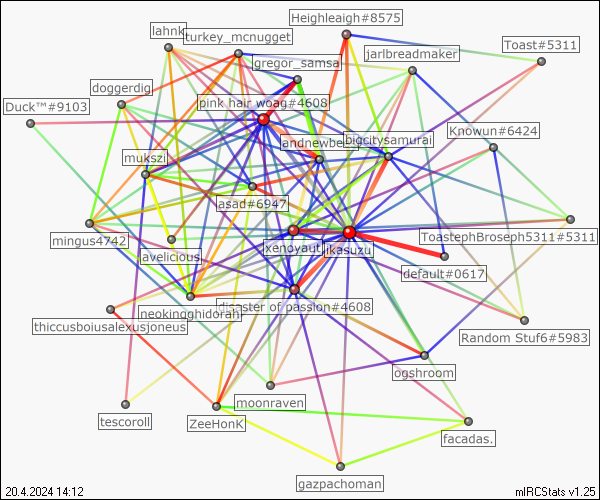 Heighleaigh#8575
lahnk
turkey_mcnugget
Toast#5311
jarlbreadmaker
gregor_samsa
doggerdig
Duck™#9103
pink hair woag#4608
Knowun#6424
bigcitysamurai
andnewbe
mukszi
asad#6947
ToastephBroseph5311#5311
mingus4742
xenoyaut
ikasuzu
avelicious
default#0617
neokingghidorah
disaster of passion#4608
thiccusboiusalexusjoneus
Random Stuf6#5983
ogshroom
moonraven
tescoroll
ZeeHonK
facadas.
gazpachoman
20.4.2024 14:12
mIRCStats v1.25